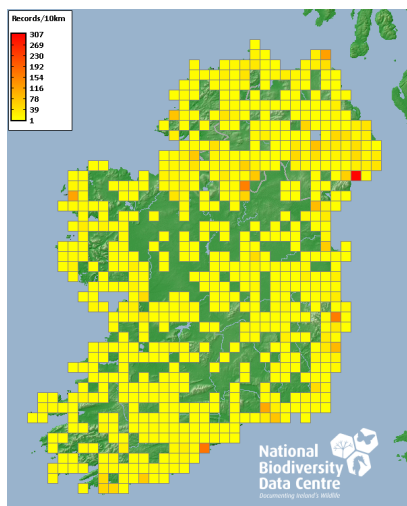 Records/10km
307
269
230
192
154
116
78
39
1
National
Biodiversity
Data Centre
Documenting Ireland's Wildlife